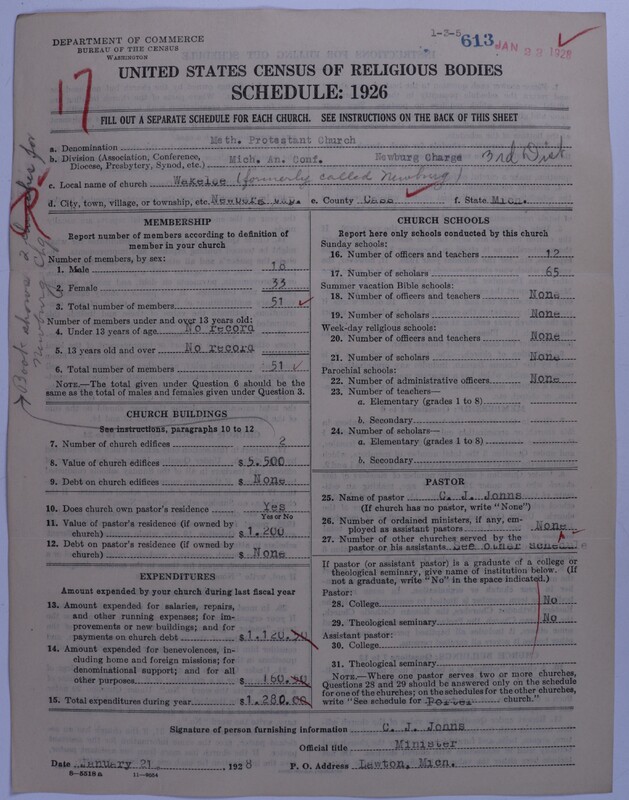 DEPARTMENT OF COMMERCE
BUREAU OF THE CENSUS
WASHINGTON
1-3-5
613 JAN 23 1928
17
UNITED STATES CENSUS OF RELIGIOUS BODIES
SCHEDULE: 1926
FILL OUT A SEPARATE SCHEDULE FOR EACH CHURCH. SEE INSTRUCTIONS ON THE BACK OF THIS SHEET
a. Denomination Meth. Protestant Church
b. Division (Association, Conference, Diocese, Presbytery, Synod, etc.) Mich. An. Conf. Newburg Charge 3rd Dist
c. Local name of church Wakelee (formerly called Newburg)
d. City, town, village, or township, etc. Newburg e. County Cass f. State Mich.
Book shows 2 for Newburg Chg
MEMBERSHIP
Report number of members according to definition of
member in your church
Number of members, by sex:
1. Male 18
2. Female 33
3. Total number of members 51
Number of members under and over 13 years old:
4. Under 13 years of age No record
5. 13 years old and over No record
6. Total number of members 51
NOTE.—The total given under Question 6 should be
same as the total of males and females given under Question 3.
CHURCH BUILDINGS
See instructions, paragraphs 10 to 12
7. Number of church edifices 2
8. Value of church edifices $5.500
9. Debt on church edifices $ None
10. Does church own pastor's residence Yes
Yes or No
11. Value of pastor's residence (if owned by
church) $1.200
12. Debt on pastor's residence (if owned by
church) $ None
EXPENDITURES
Amount expended by your church during last fiscal year
13. Amount expended for salaries, repairs,
and other running expenses; for im-
provements or new buildings; and for
payments on church debt $1.120.00
14. Amount expended for benevolences,
including home and foreign missions; for
denominational support; and for all
other purposes $ 160.00
15. Total expenditures during year $1.280.00
CHURCH SCHOOLS
Report here only schools conducted by this church
Sunday schools:
16. Number of officers and teachers 12
17. Number of scholars 65
Summer vacation Bible schools:
18. Number of officers and teachers None
19. Number of scholars None
Week-day religious schools:
20. Number of officers and teachers None
21. Number of scholars None
Parochial schools:
22. Number of administrative officers None
23. Number of teachers—
a. Elementary (grades 1 to 8)
b. Secondary
24. Number of scholars—
a. Elementary (grades 1 to 8)
b. Secondary
PASTOR
25. Name of pastor C. J. Jonns
(If church has no pastor, write "None")
26. Number of ordained ministers, if any, em-
ployed as assistant pastors None
27. Number of other churches served by the
pastor or his assistants See other schedule
If pastor (or assistant pastor) is a graduate of a college or
theological seminary, give name of institution below. (If
not a graduate, write "No" in the space indicated.)
Pastor:
28. College No
29. Theological seminary No
Assistant pastor:
30. College
31. Theological seminary
NOTE.—Where one pastor serves two or more churches,
Questions 28 and 29 should be answered only on the schedule
for one of the churches; on the schedules for the other churches,
write "See schedule for Porter church."
Signature of person furnishing information C. J. Jonns
Official title Minister
Date January 21 1928 P. O. Address Lawton, Micn.
8—5518 a 11—9054